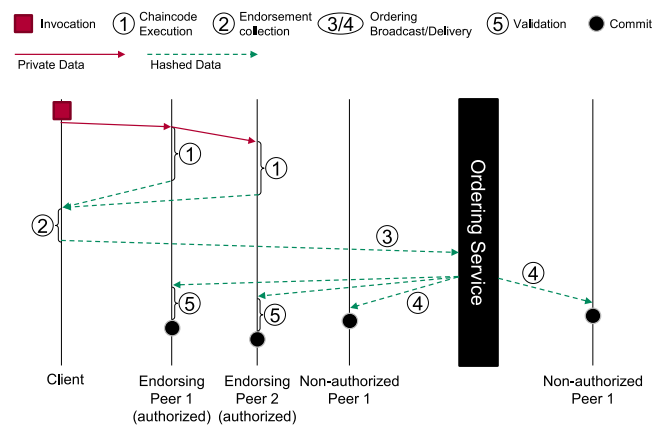 Invocation
1 Chaincode
Execution
2 Endorsement
collection
3/4 Ordering
Broadcast/Delivery
5 Validation
Commit
Private Data
Hashed Data
1
1
2
3
4
4
5
5
Ordering Service
Client
Endorsing
Peer 1
(authorized)
Endorsing
Peer 2
(authorized)
Non-authorized
Peer 1
Non-authorized
Peer 1